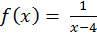 f(x) = 1/(x−4)